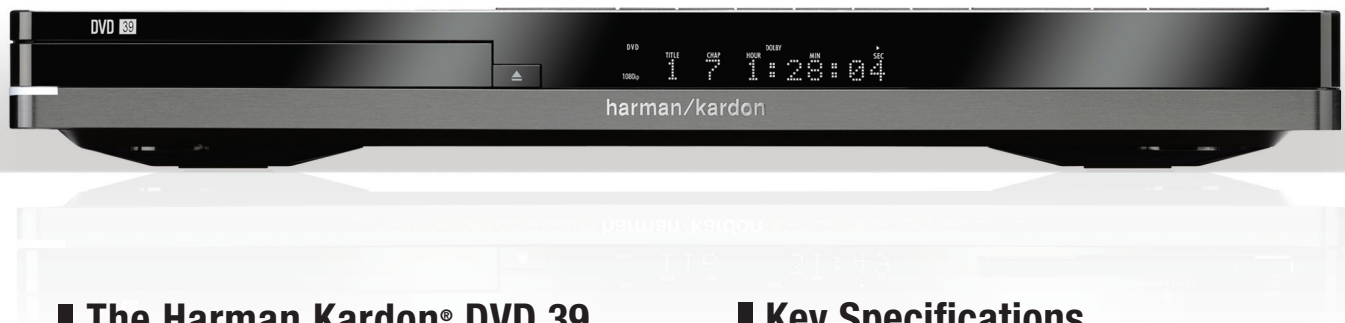 DVD 39
DVD
TITLE CHAP HOUR DOLBY MIN SEC
1080p 1 7 1:28:04
harman/kardon
The Harman Kardon® DVD 39
Key Specifications